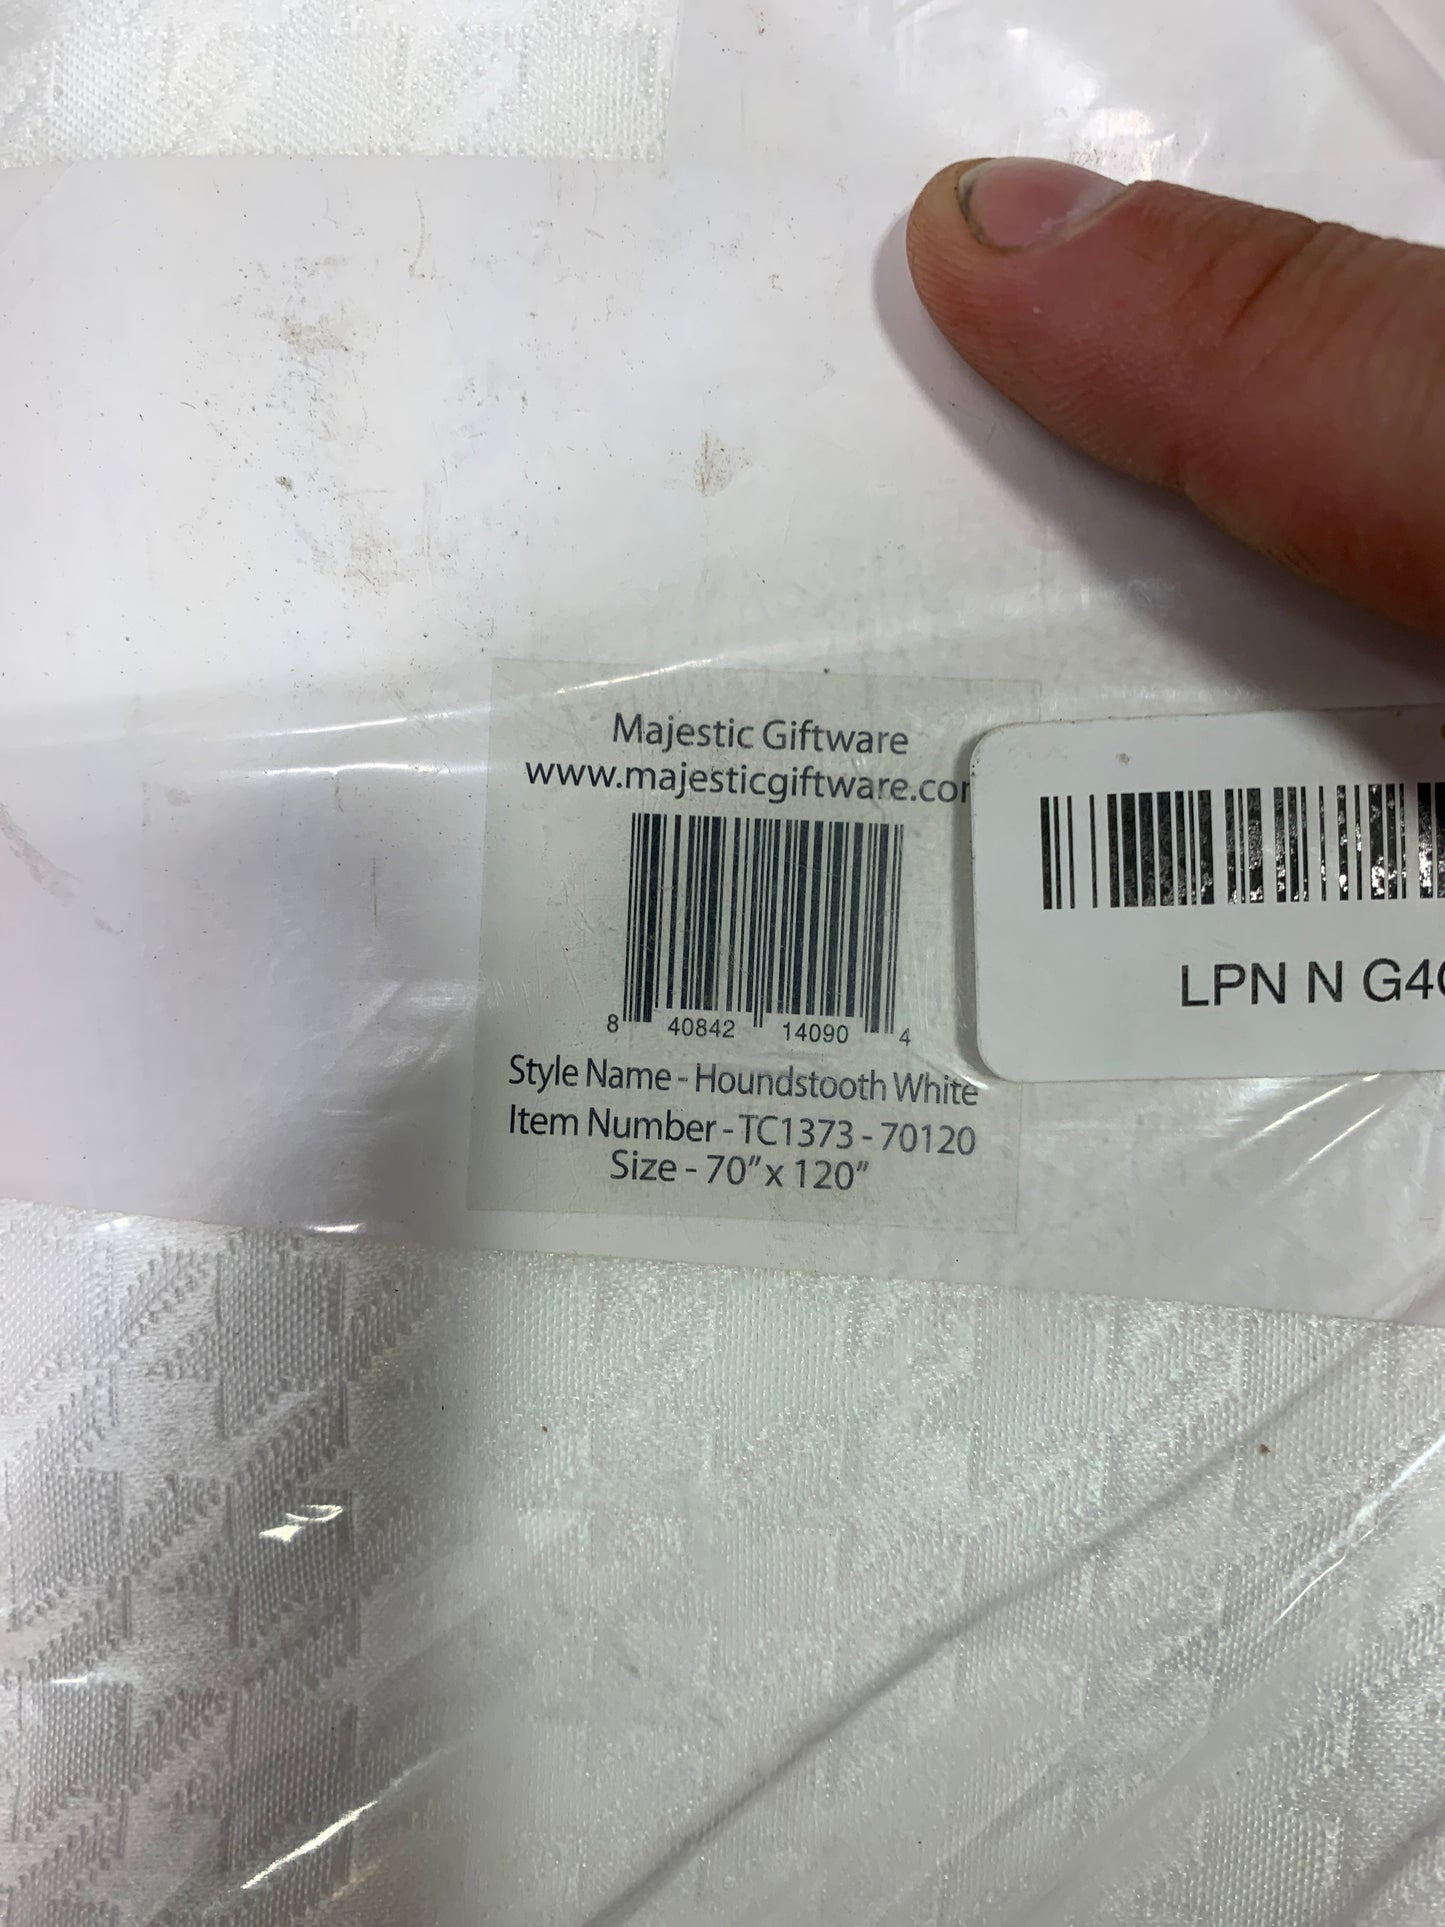 Majestic Giftware
www.majesticgiftware.co
8 40842 14090 4
LPN N G4
Style Name - Houndstooth White
Item Number - TC1373 - 70120
Size - 70" x 120"